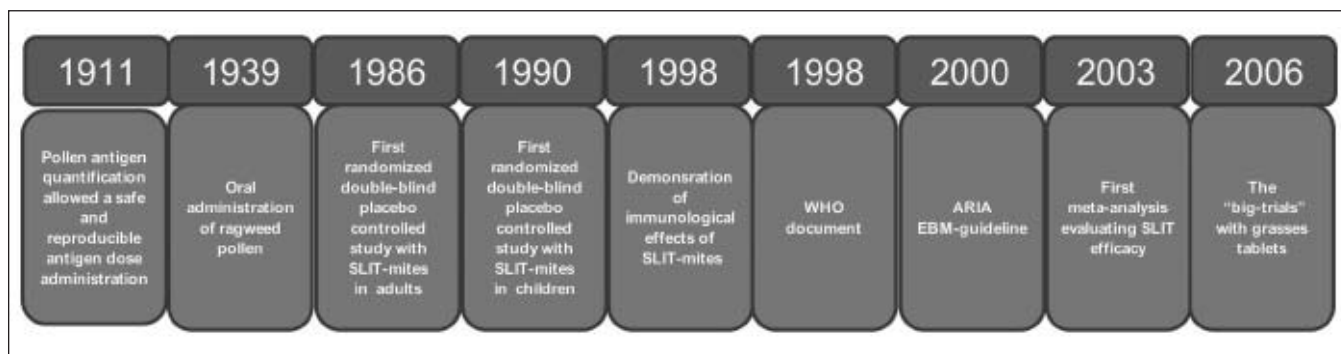 1911
Pollen antigen
quantification
allowed a safe
and
reproducible
antigen dose
administration
1939
Oral
administration
of ragweed
pollen
1986
First
randomized
double-blind
placebo
controlled
study with
SLIT-mites
in adults
1990
First
randomized
double-blind
placebo
controlled
study with
SLIT-mites
in children
1998
Demonsration
of
immunological
effects of
SLIT-mites
1998
WHO
document
2000
ARIA
EBM-guideline
2003
First
meta-analysis
evaluating SLIT
efficacy
2006
The
“big-trials”
with grasses
tablets